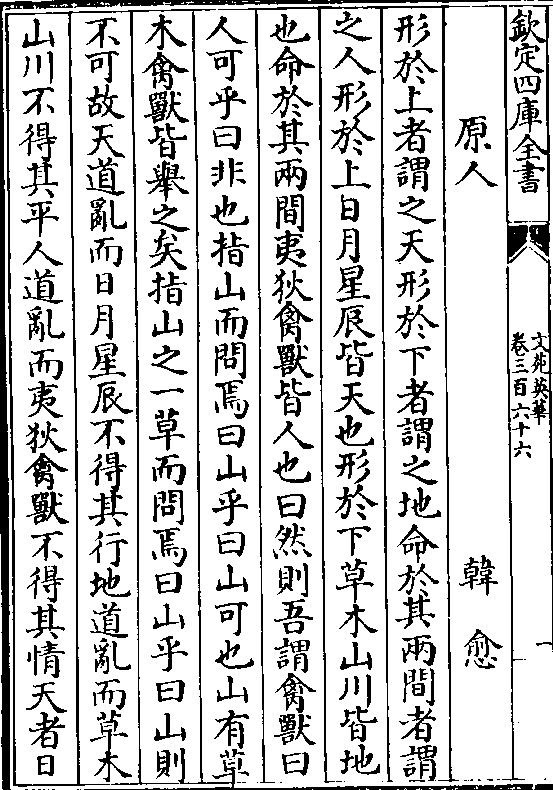 欽定四庫全書
文苑英華
卷三百六十六
原人
韓愈
形於上者謂之天形於下者謂之地命於其兩間者謂
之人形於上日月星辰皆天也形於下草木山川皆地
也命於其兩間夷狄禽獸皆人也曰然則吾謂禽獸曰
人可乎曰非也指山而問焉曰山乎曰山可也山有草
木禽獸皆舉之矣指山之一草而問焉曰山乎曰山則
不可故天道亂而日月星辰不得其行地道亂而草木
山川不得其平人道亂而夷狄禽獸不得其情天者日